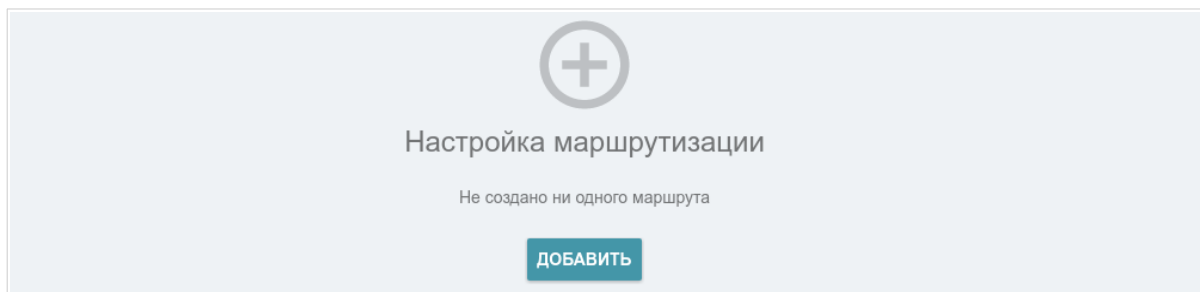 Настройка маршрутизации
Не создано ни одного маршрута
ДОБАВИТЬ